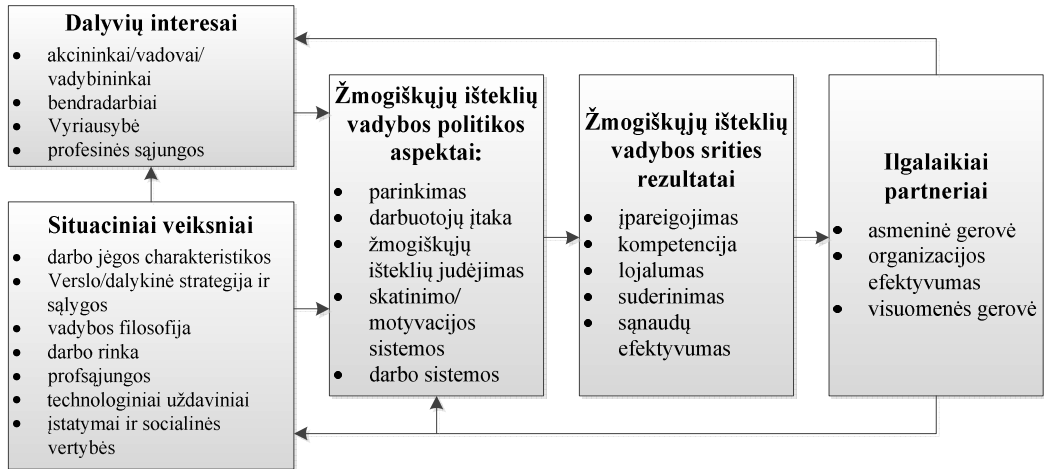 Dalyvių interesai
• akcininkai/vadovai/
vadybininkai
• bendradarbiai
• Vyriausybė
• profesinės sąjungos
Situaciniai veiksniai
• darbo jėgos charakteristikos
• Verslo/dalykinė strategija ir
sąlygos
• vadybos filosofija
• darbo rinka
• profsąjungos
• technologiniai uždaviniai
• įstatymai ir socialinės
vertybės
Žmogiškųjų išteklių
vadybos politikos
aspektai:
• parinkimas
• darbuotojų įtaka
• žmogiškųjų
išteklių judėjimas
• skatinimo/
motyvacijos
sistemos
• darbo sistemos
Žmogiškųjų išteklių
vadybos srities
rezultatai
• įpareigojimas
• kompetencija
• lojalumas
• suderinimas
• sąnaudų
efektyvumas
Ilgalaikiai
partneriai
• asmeninė gerovė
• organizacijos
efektyvumas
• visuomenės gerovė